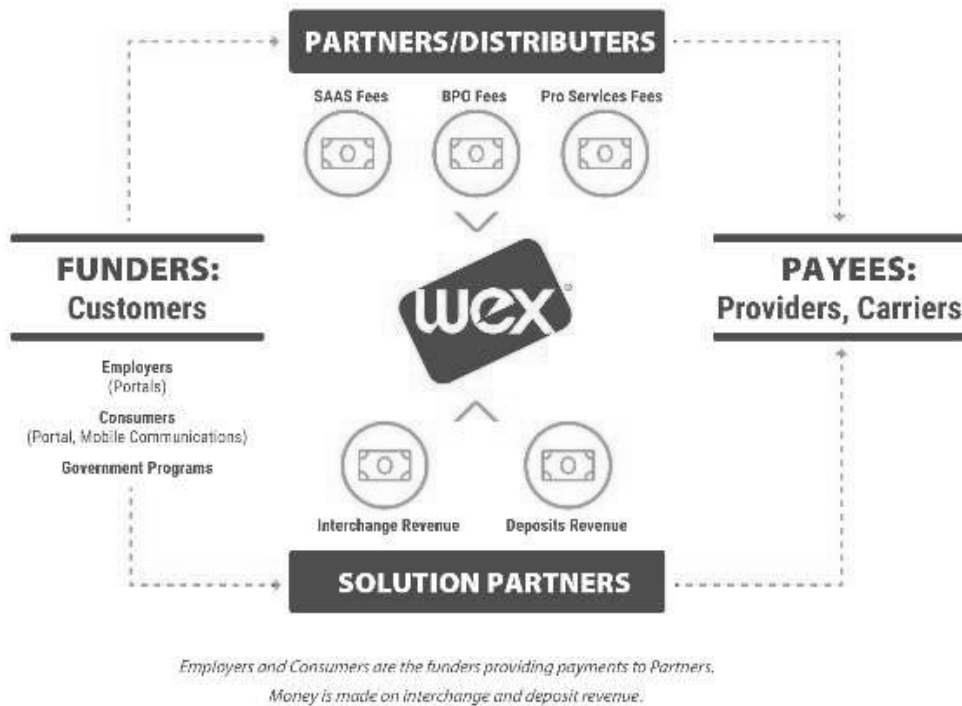 PARTNERS/DISTRIBUTERS
SAAS Fees
BPO Fees
Pro Services Fees
FUNDERS:
Customers
wex®
PAYEES:
Providers, Carriers
Employers
(Portals)
Consumers
(Portal, Mobile Communications)
Government Programs
Interchange Revenue
Deposits Revenue
SOLUTION PARTNERS
Employers and Consumers are the funders providing payments to Partners.
Money is made on interchange and deposit revenue.